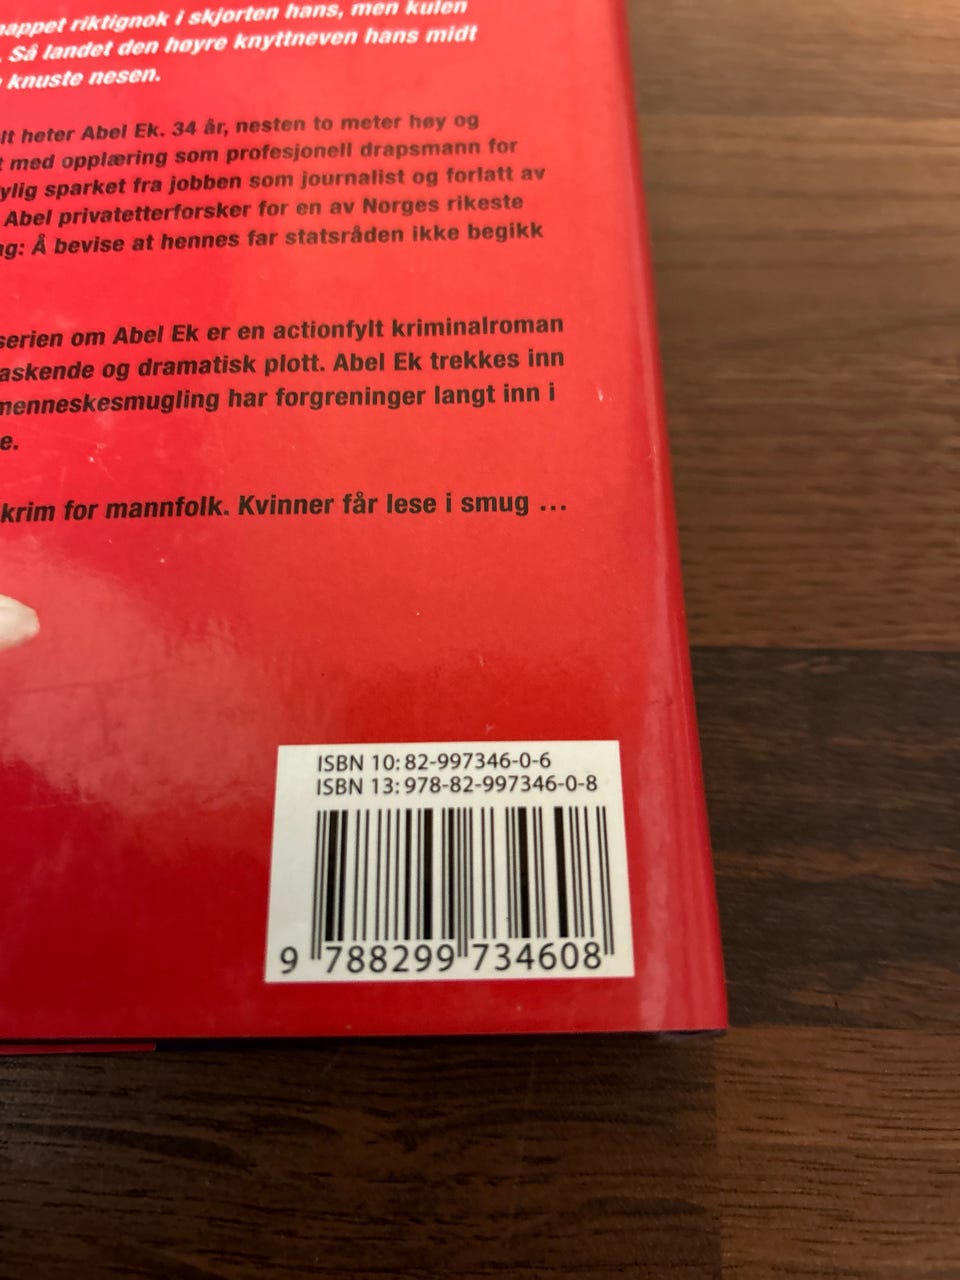 riktignok i skjorten hans, men kulen
. Så landet den høyre knyttneven hans midt
knuste nesen.
heter Abel Ek. 34 år, nesten to meter høy og
med opplæring som profesjonell drapsmann for
sparket fra jobben som journalist og forlatt av
Abel privatetterforsker for en av Norges rikeste
Å bevise at hennes far statsråden ikke begikk
serien om Abel Ek er en actionfylt kriminalroman
askende og dramatisk plott. Abel Ek trekkes inn
menneskesmugling har forgreninger langt inn i
e.
krim for mannfolk. Kvinner får lese i smug ...
ISBN 10: 82-997346-0-6
ISBN 13: 978-82-997346-0-8
9 788299 734608